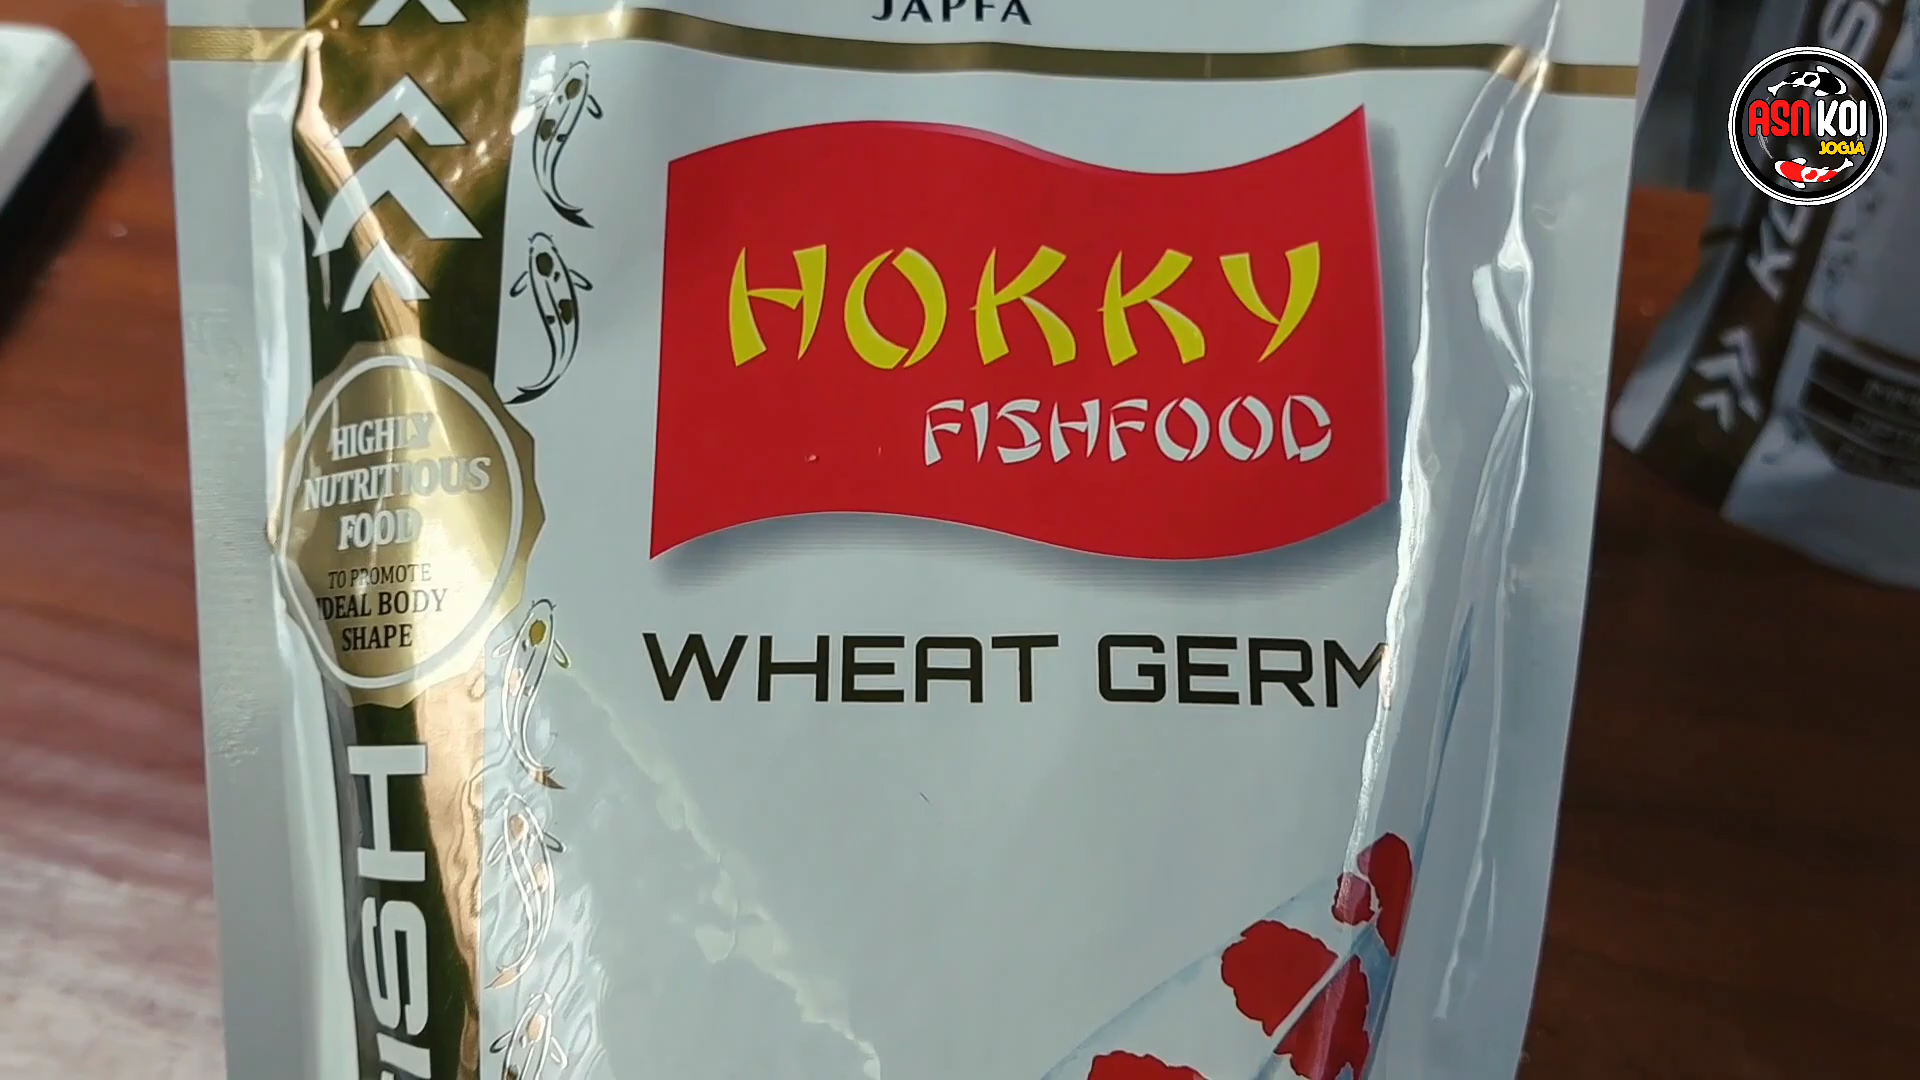 JAPFA
ASN KOI
JOGJA
HOKKY
FISHFOOD
HIGHLY
NUTRITIOUS
FOOD
TO PROMOTE
IDEAL BODY
SHAPE
WHEAT GERM